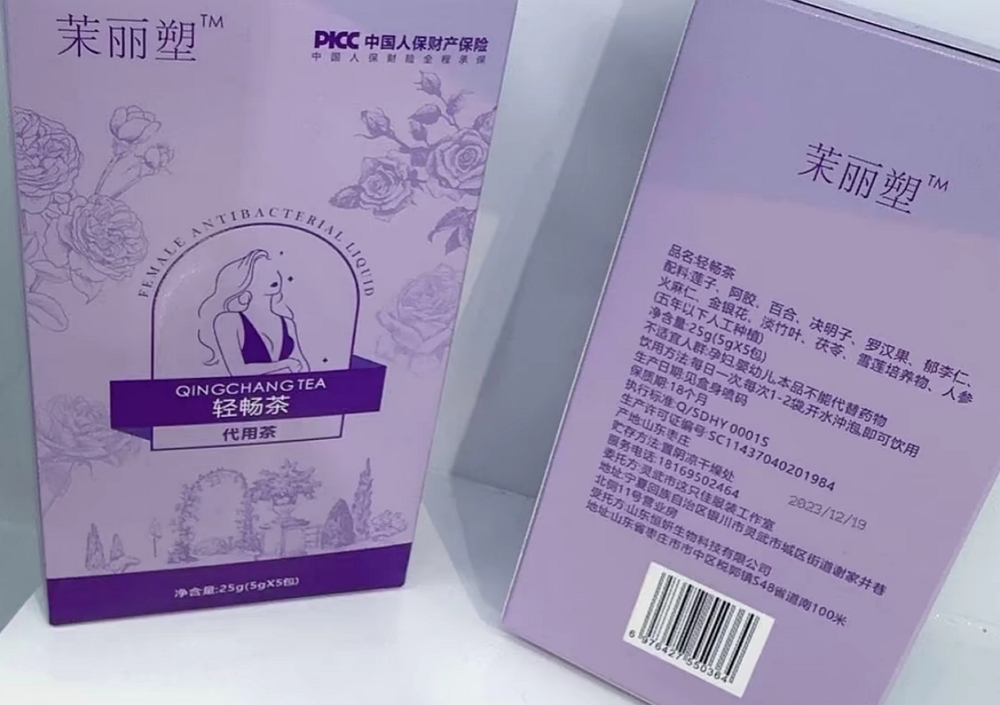 茉丽塑™
PICC 中国人保财产保险
中国人保财险全程承保
FEMALE ANTIBACTERIAL LIQUID
QINGCHANG TEA
轻畅茶
代用茶
净含量:25g(5gX5包)
茉丽塑™
品名:轻畅茶
配料:莲子、阿胶、百合、决明子、罗汉果、郁李仁、
火麻仁、金银花、淡竹叶、茯苓、雪莲培养物、人参
(五年以下人工种植)
净含量:25g(5gX5包)
不适宜人群:孕妇,婴幼儿,本品不能代替药物
饮用方法:每日一次,每次1-2袋,开水冲泡,即可饮用
生产日期:见盒身喷码
保质期:18个月
执行标准:Q/SDHY 0001S
生产许可证编号:SC11437040201984
产地:山东枣庄
贮存方法:置阴凉干燥处
服务电话:18169502464
2023/12/19
委托方:灵武市这只佳服装工作室
地址:宁夏回族自治区银川市灵武市城区街道谢家井巷
北侧11号营业房
受托方:山东恒妍生物科技有限公司
地址:山东省枣庄市市中区税郭镇S48省道南100米
6 976427 550364